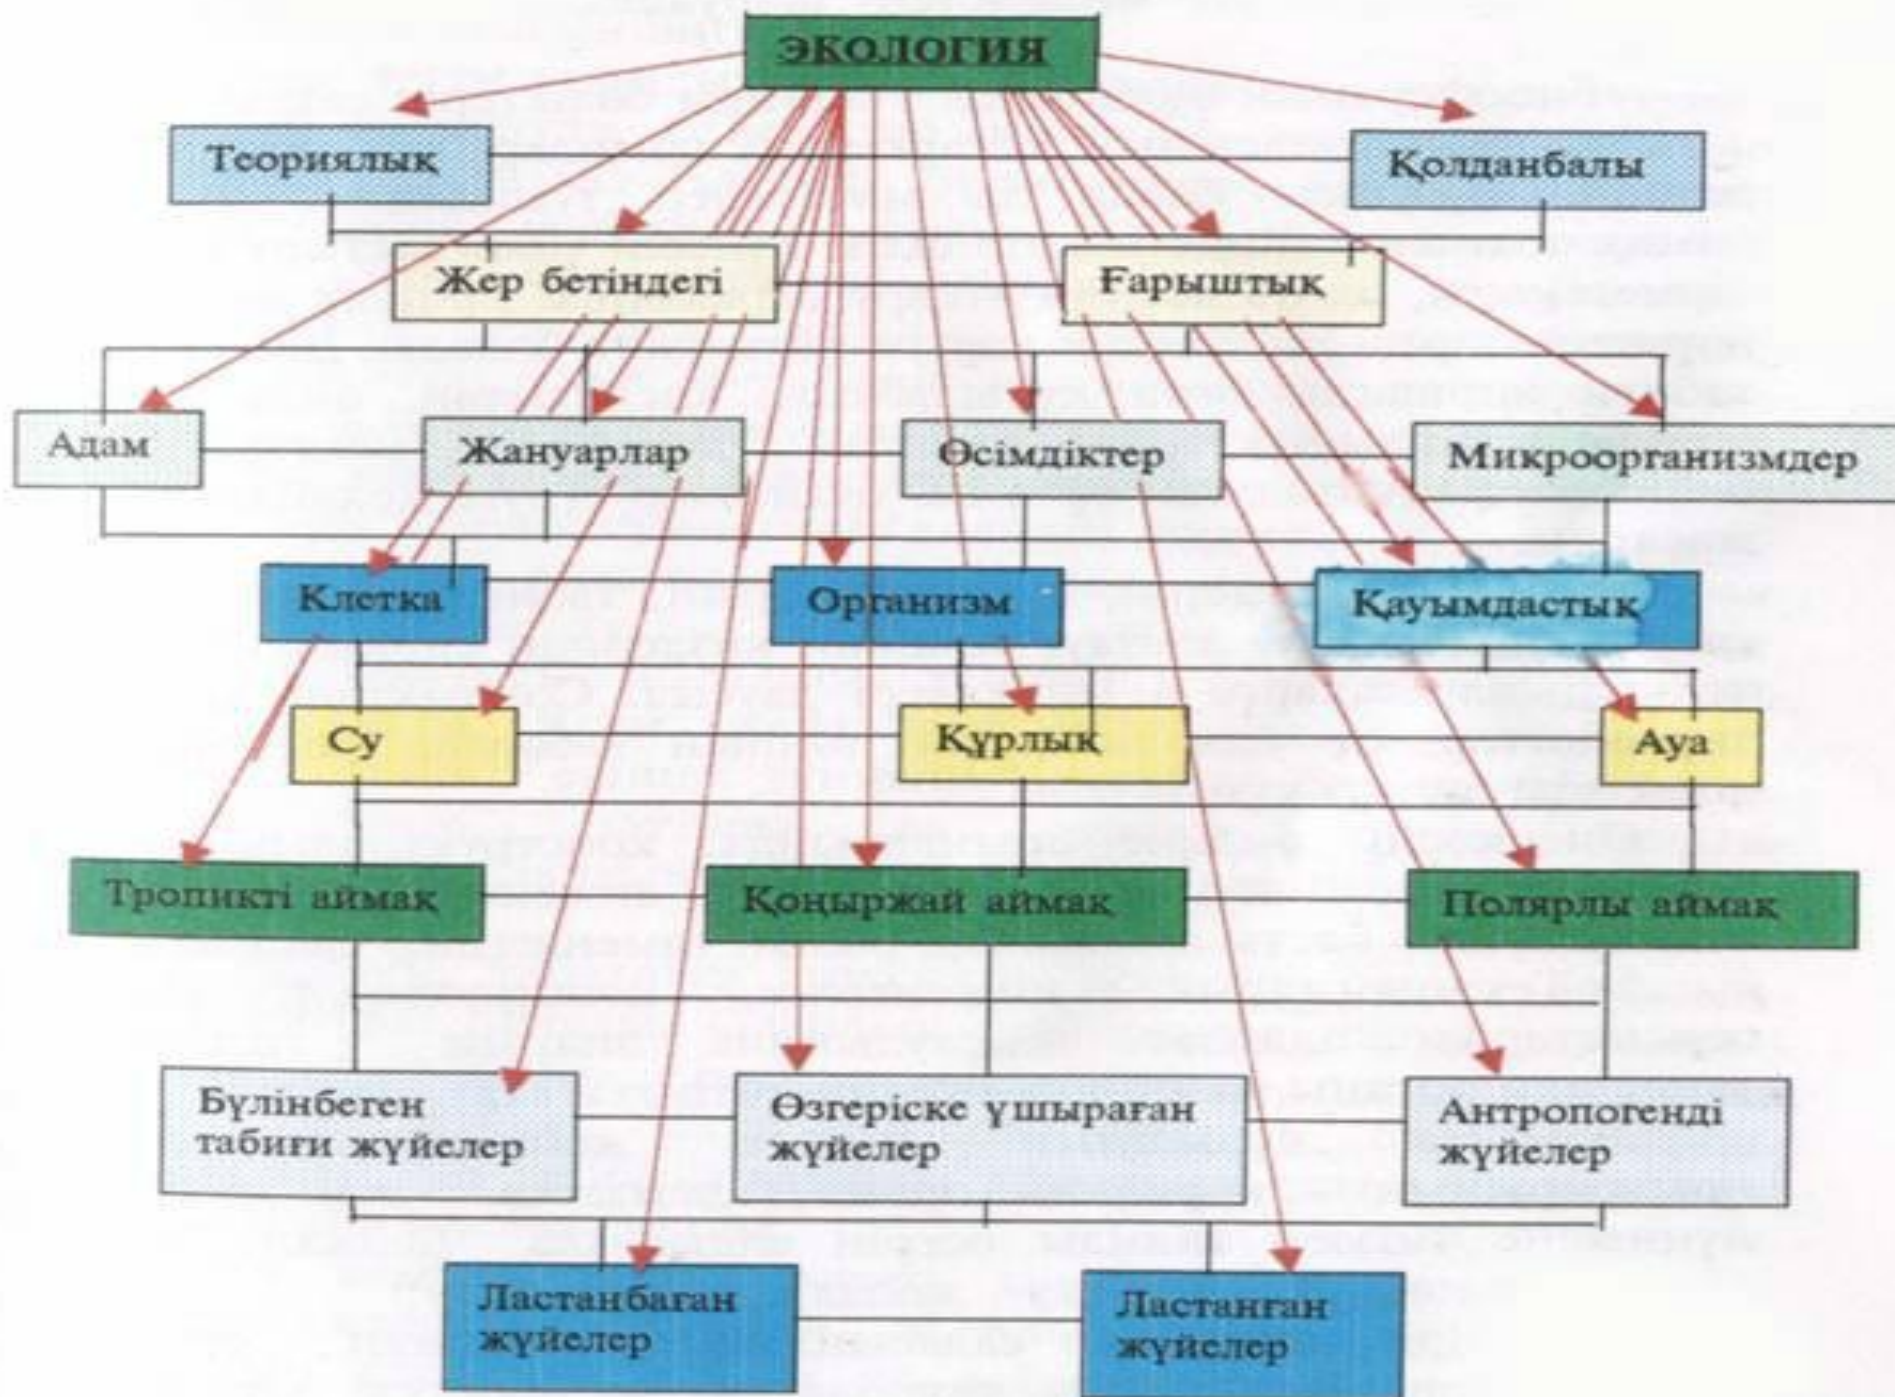 ЭКОЛОГИЯ
Теориялық
Қолданбалы
Жер бетіндегі
Ғарыштық
Адам
Жануарлар
Өсімдіктер
Микроорганизмдер
Клетка
Организм
Қауымдастық
Су
Құрлық
Ауа
Тропикті аймақ
Қоңыржай аймақ
Полярлы аймақ
Бүлінбеген
табиғи жүйелер
Өзгеріске ұшыраған
жүйелер
Антропогенді
жүйелер
Ластанбаған
жүйелер
Ластанған
жүйелер